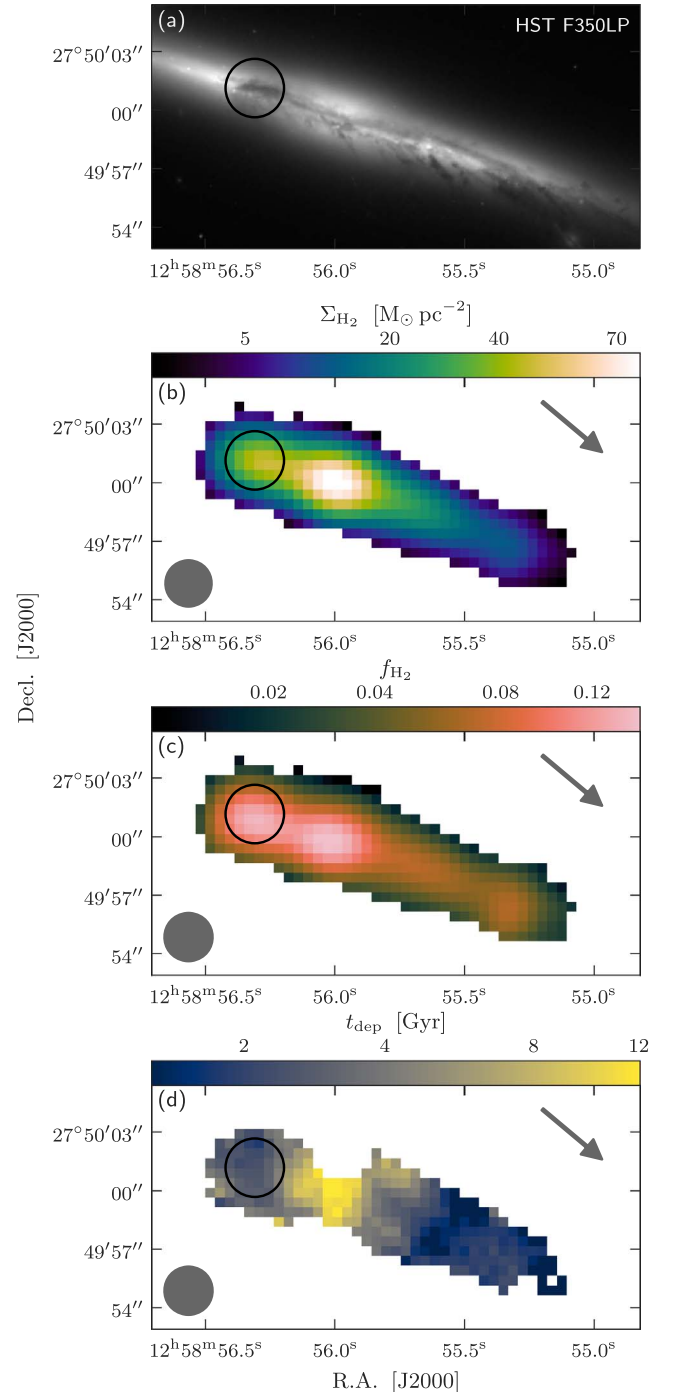 (a) HST F350LP
27°50′03″
00″
49′57″
54″
12ʰ58ᵐ56.5ˢ 56.0ˢ 55.5ˢ 55.0ˢ
Σ_H₂ [M☉ pc⁻²]
5 20 40 70
(b)
27°50′03″
00″
49′57″
54″
12ʰ58ᵐ56.5ˢ 56.0ˢ 55.5ˢ 55.0ˢ
Decl. [J2000]
f_H₂
0.02 0.04 0.08 0.12
(c)
27°50′03″
00″
49′57″
54″
12ʰ58ᵐ56.5ˢ 56.0ˢ 55.5ˢ 55.0ˢ
t_dep [Gyr]
2 4 8 12
(d)
27°50′03″
00″
49′57″
54″
12ʰ58ᵐ56.5ˢ 56.0ˢ 55.5ˢ 55.0ˢ
R.A. [J2000]